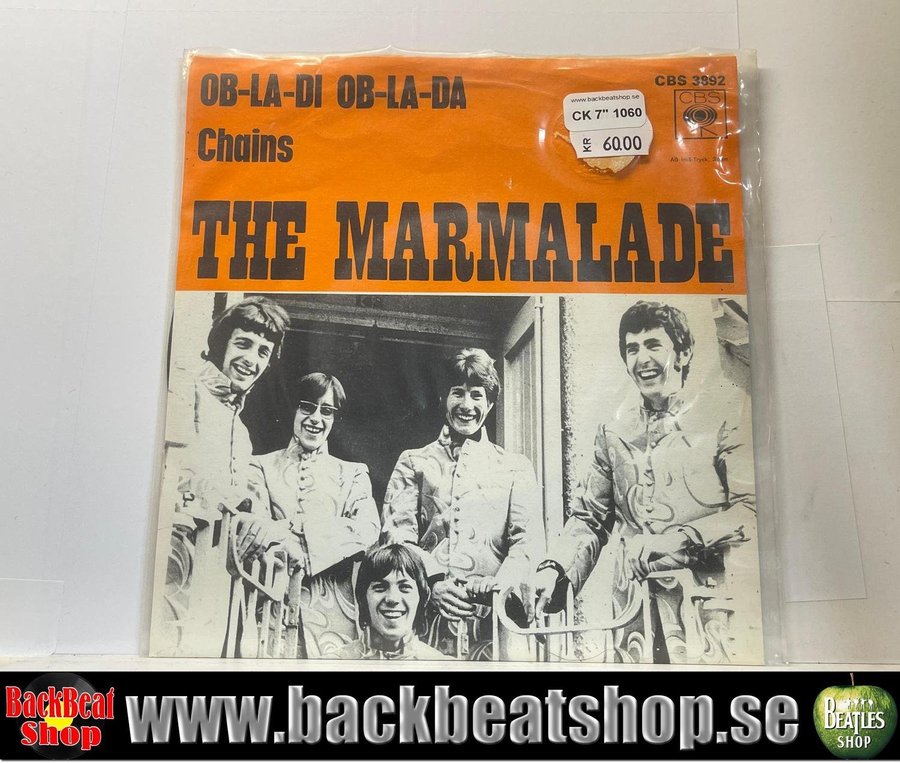 OB-LA-DI OB-LA-DA
Chains
CBS 3892
CBS
www.backbeatshop.se
CK 7" 1060
KR 60.00
THE MARMALADE
BackBeat
Shop
www.backbeatshop.se
BEATLES
SHOP